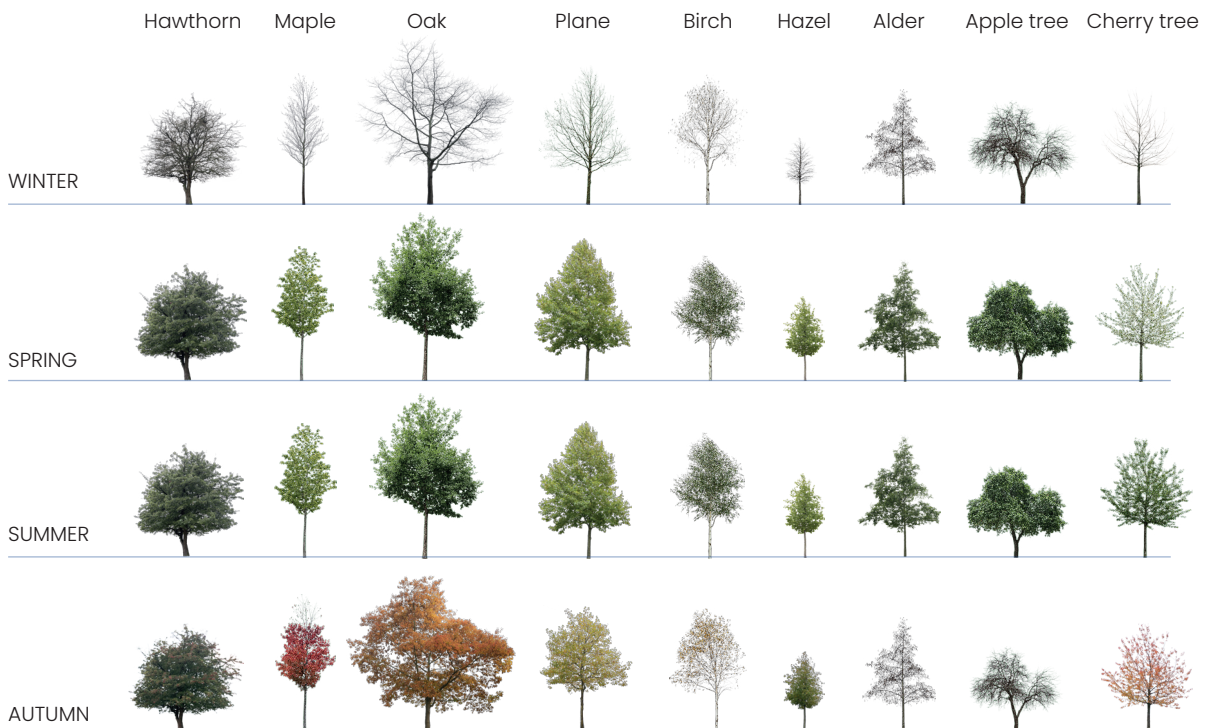 Hawthorn Maple Oak Plane Birch Hazel Alder Apple tree Cherry tree
WINTER
SPRING
SUMMER
AUTUMN